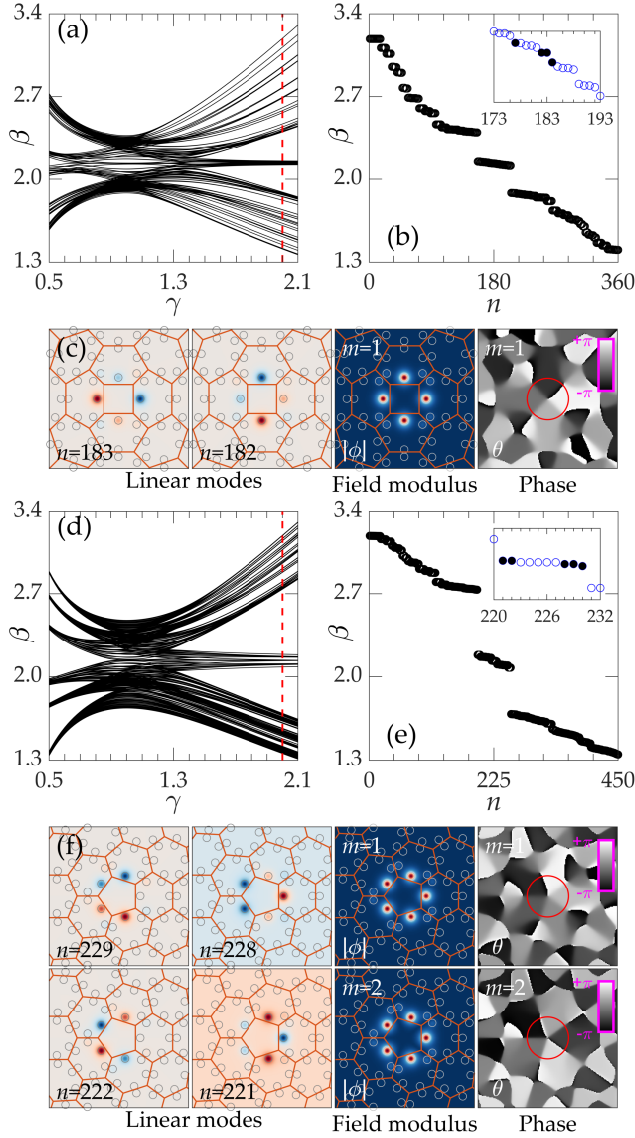 3.4
2.7
2.0
1.3
β
(a)
0.5
1.3
2.1
γ
3.4
2.7
2.0
1.3
β
(b)
173
183
193
0
180
360
n
(c)
n=183
n=182
m=1
|ϕ|
m=1
+π
-π
θ
Linear modes
Field modulus
Phase
3.4
2.7
2.0
1.3
β
(d)
0.5
1.3
2.1
γ
3.4
2.7
2.0
1.3
β
(e)
220
226
232
0
225
450
n
(f)
n=229
n=228
m=1
|ϕ|
m=1
+π
-π
θ
n=222
n=221
m=2
|ϕ|
m=2
+π
-π
θ
Linear modes
Field modulus
Phase